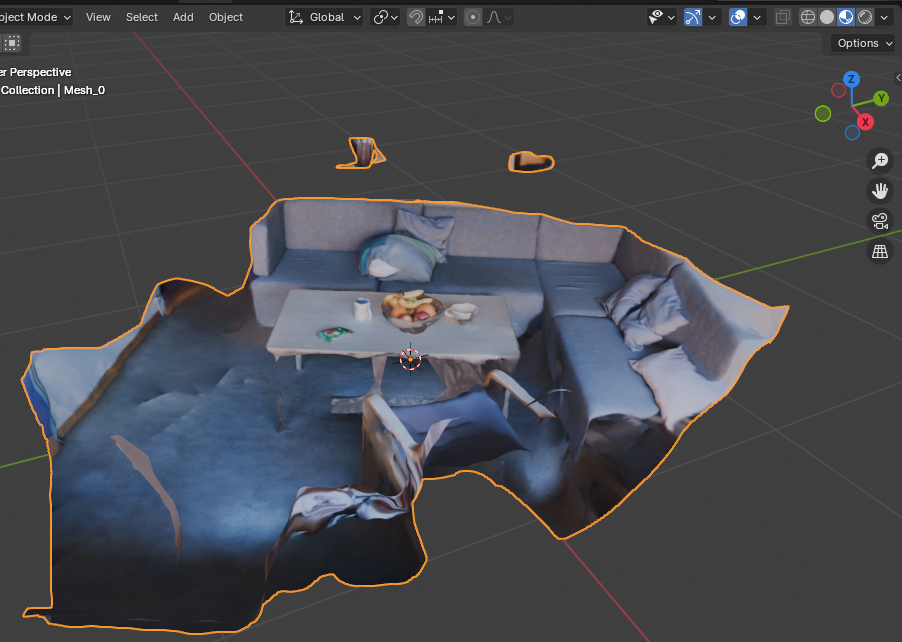 bject Mode View Select Add Object Global
Options
er Perspective
Collection | Mesh_0
Z
Y
X